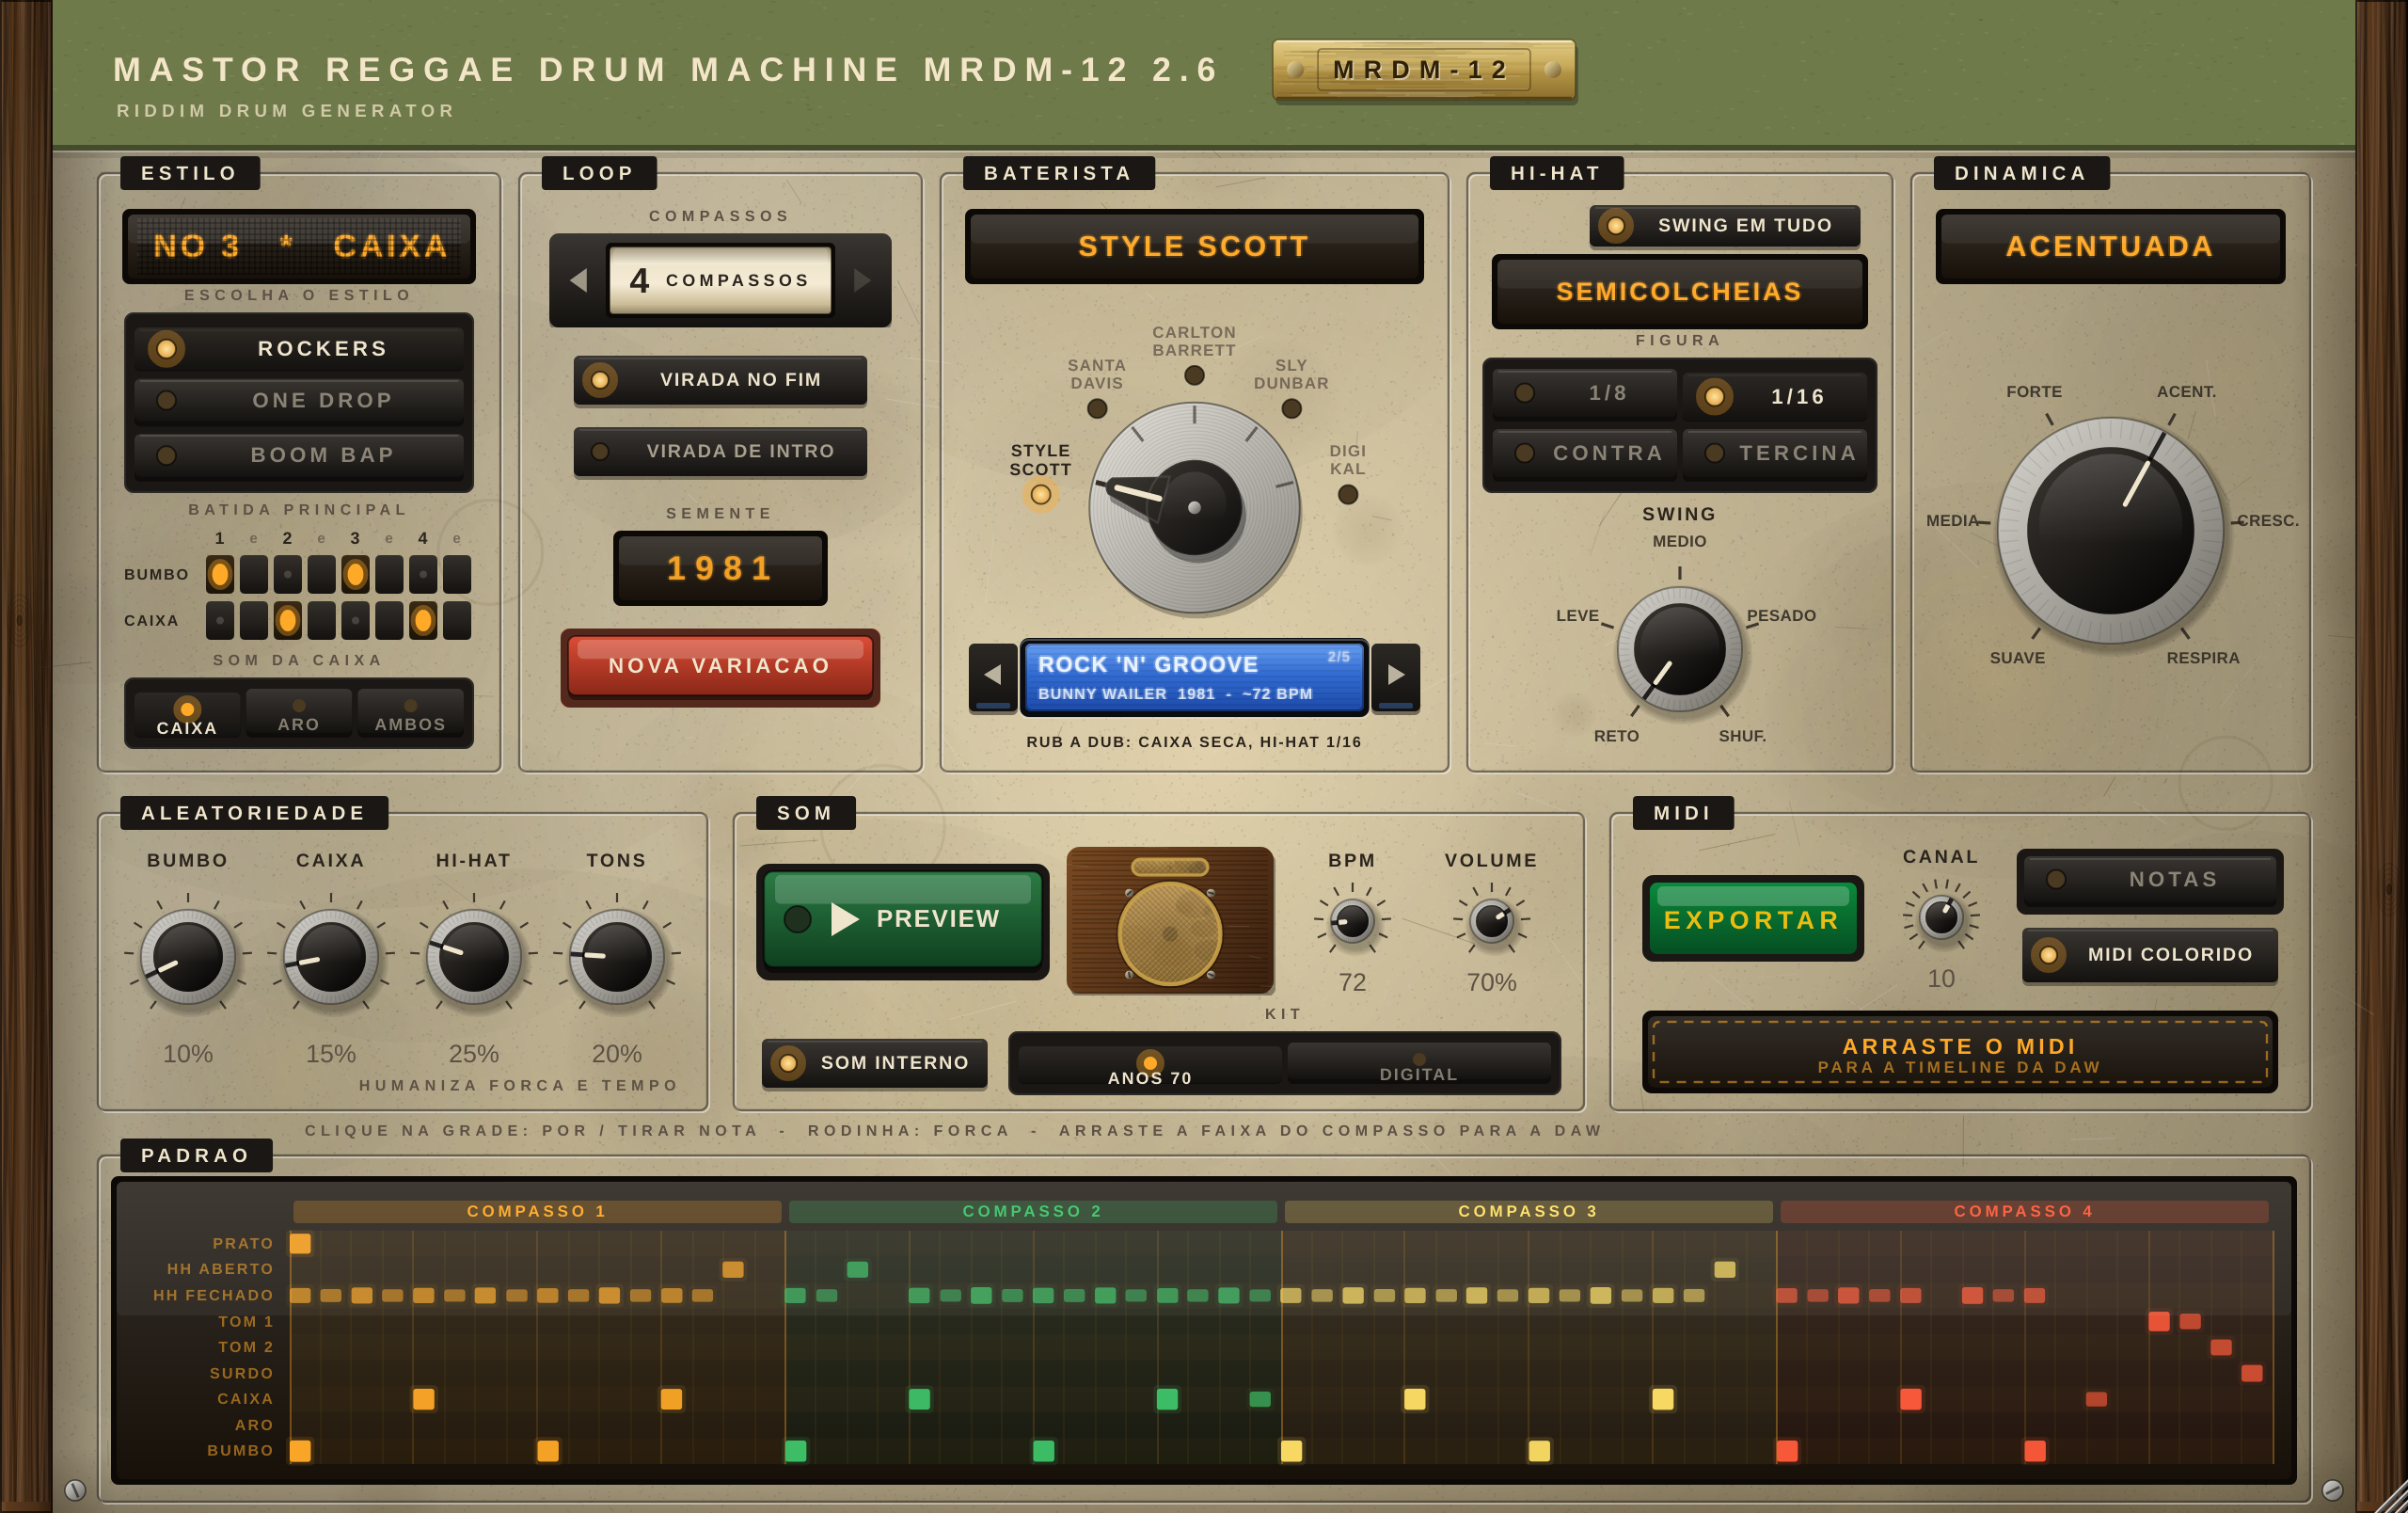 MASTOR REGGAE DRUM MACHINE MRDM-12 2.6
MRDM-12
RIDDIM DRUM GENERATOR
ESTILO
NO 3 * CAIXA
ESCOLHA O ESTILO
ROCKERS
ONE DROP
BOOM BAP
BATIDA PRINCIPAL
1 e 2 e 3 e 4 e
BUMBO
CAIXA
SOM DA CAIXA
CAIXA
ARO
AMBOS
LOOP
COMPASSOS
4 COMPASSOS
VIRADA NO FIM
VIRADA DE INTRO
SEMENTE
1981
NOVA VARIACAO
BATERISTA
STYLE SCOTT
CARLTON
BARRETT
SANTA
DAVIS
SLY
DUNBAR
STYLE
SCOTT
DIGI
KAL
ROCK 'N' GROOVE 2/5
BUNNY WAILER 1981 - ~72 BPM
RUB A DUB: CAIXA SECA, HI-HAT 1/16
HI-HAT
SWING EM TUDO
SEMICOLCHEIAS
FIGURA
1/8
1/16
CONTRA
TERCINA
SWING
MEDIO
LEVE
PESADO
RETO
SHUF.
DINAMICA
ACENTUADA
FORTE
ACENT.
MEDIA
CRESC.
SUAVE
RESPIRA
ALEATORIEDADE
BUMBO CAIXA HI-HAT TONS
10% 15% 25% 20%
HUMANIZA FORCA E TEMPO
SOM
PREVIEW
BPM
VOLUME
72
70%
KIT
SOM INTERNO
ANOS 70
DIGITAL
MIDI
EXPORTAR
CANAL
10
NOTAS
MIDI COLORIDO
ARRASTE O MIDI
PARA A TIMELINE DA DAW
CLIQUE NA GRADE: POR / TIRAR NOTA - RODINHA: FORCA - ARRASTE A FAIXA DO COMPASSO PARA A DAW
PADRAO
COMPASSO 1 COMPASSO 2 COMPASSO 3 COMPASSO 4
PRATO
HH ABERTO
HH FECHADO
TOM 1
TOM 2
SURDO
CAIXA
ARO
BUMBO